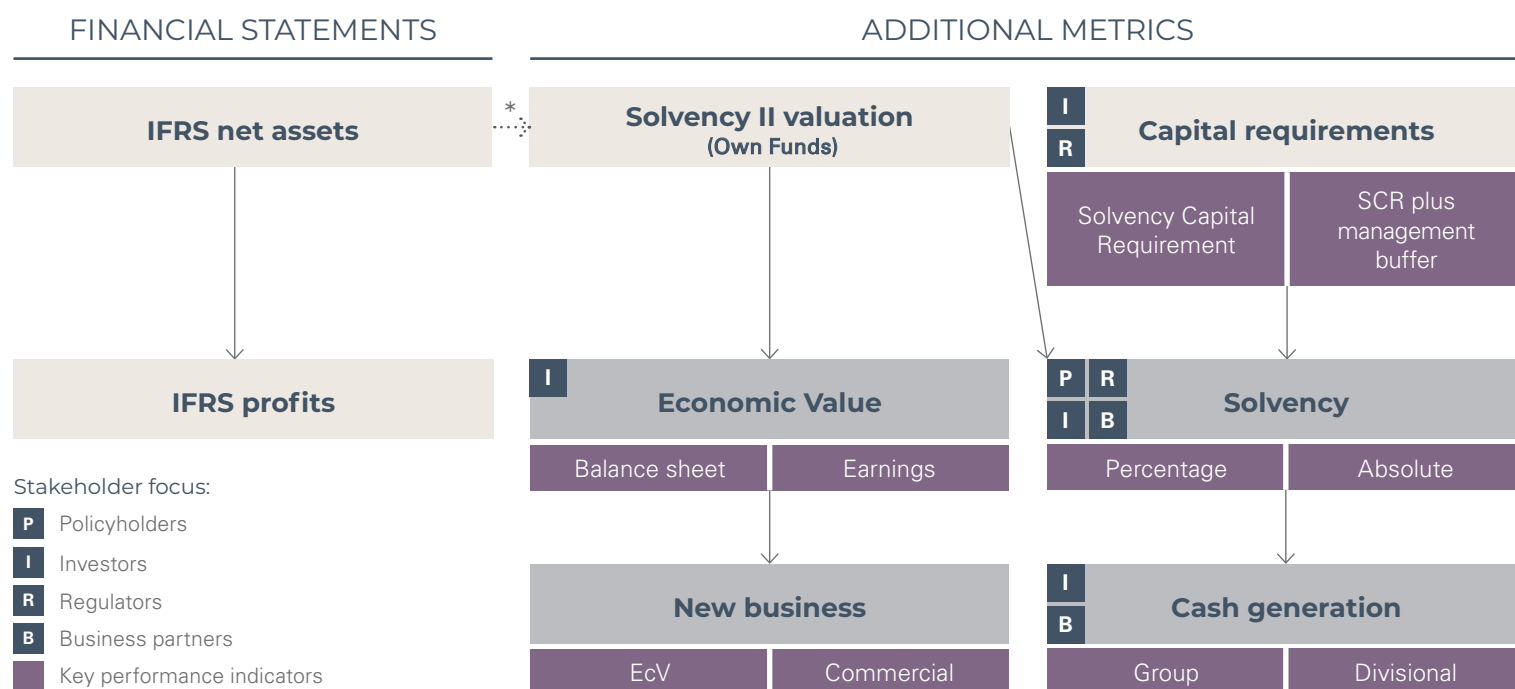 FINANCIAL STATEMENTS
ADDITIONAL METRICS
IFRS net assets
*
Solvency II valuation
(Own Funds)
I
R
Capital requirements
Solvency Capital
Requirement
SCR plus
management
buffer
IFRS profits
I
Economic Value
Balance sheet
Earnings
P R
I B
Solvency
Percentage
Absolute
Stakeholder focus:
P Policyholders
I Investors
R Regulators
B Business partners
Key performance indicators
New business
EcV
Commercial
I
B
Cash generation
Group
Divisional